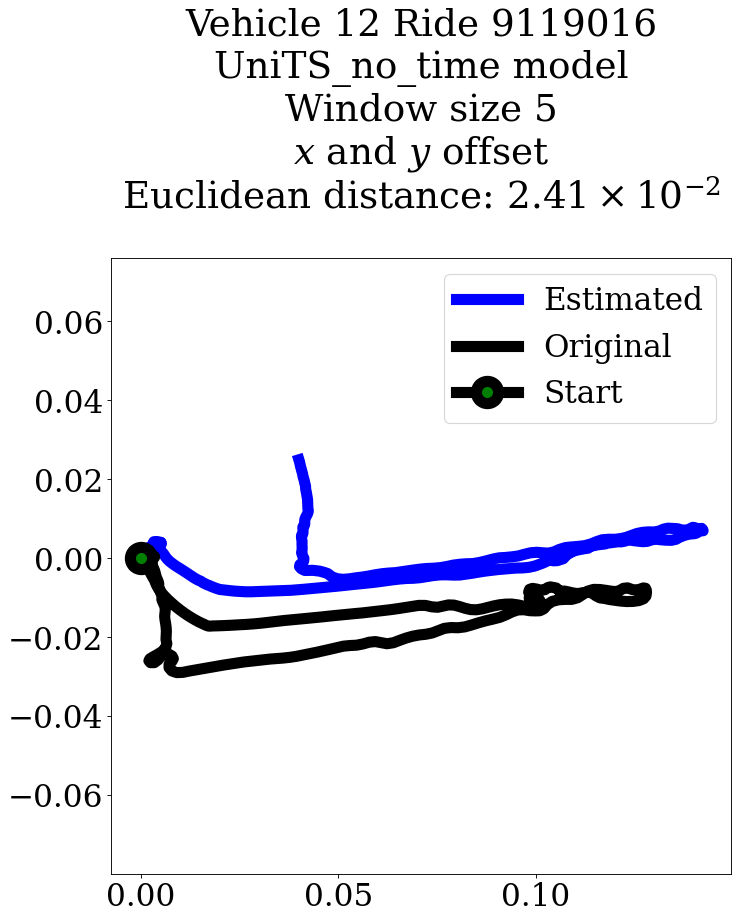 Vehicle 12 Ride 9119016
UniTS_no_time model
Window size 5
x and y offset
Euclidean distance: 2.41 × 10⁻²
Estimated
Original
Start
0.06
0.04
0.02
0.00
−0.02
−0.04
−0.06
0.00 0.05 0.10